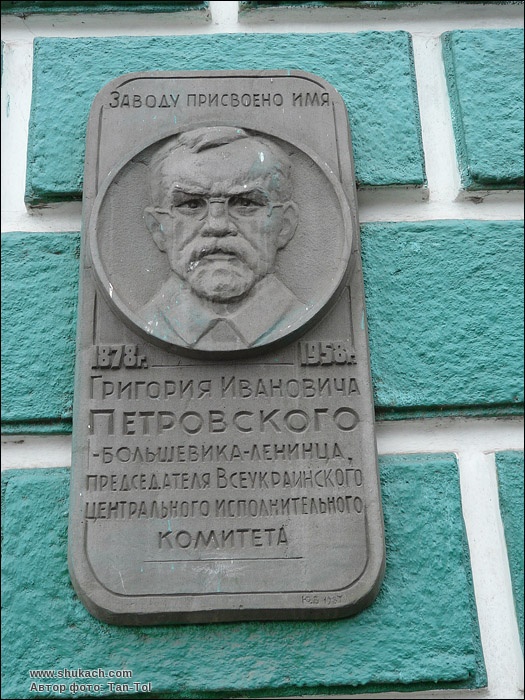 Заводу присвоено имя
1878г. 1958г.
Григория Ивановича
Петровского
-большевика-ленинца,
председателя Всеукраинского
центрального исполнительного
комитета
www.shukach.com
Автор фото: Tan-Tol